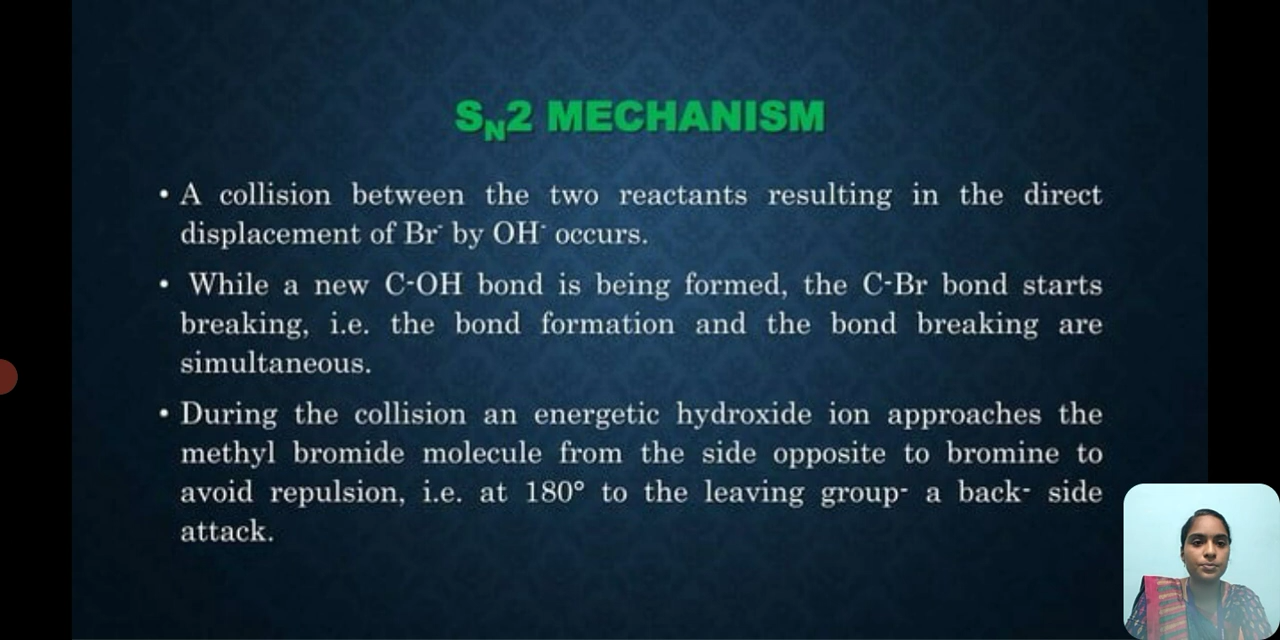 S_N2 MECHANISM
• A collision between the two reactants resulting in the direct
displacement of Br⁻ by OH⁻ occurs.
• While a new C-OH bond is being formed, the C-Br bond starts
breaking, i.e. the bond formation and the bond breaking are
simultaneous.
• During the collision an energetic hydroxide ion approaches the
methyl bromide molecule from the side opposite to bromine to
avoid repulsion, i.e. at 180° to the leaving group- a back- side
attack.